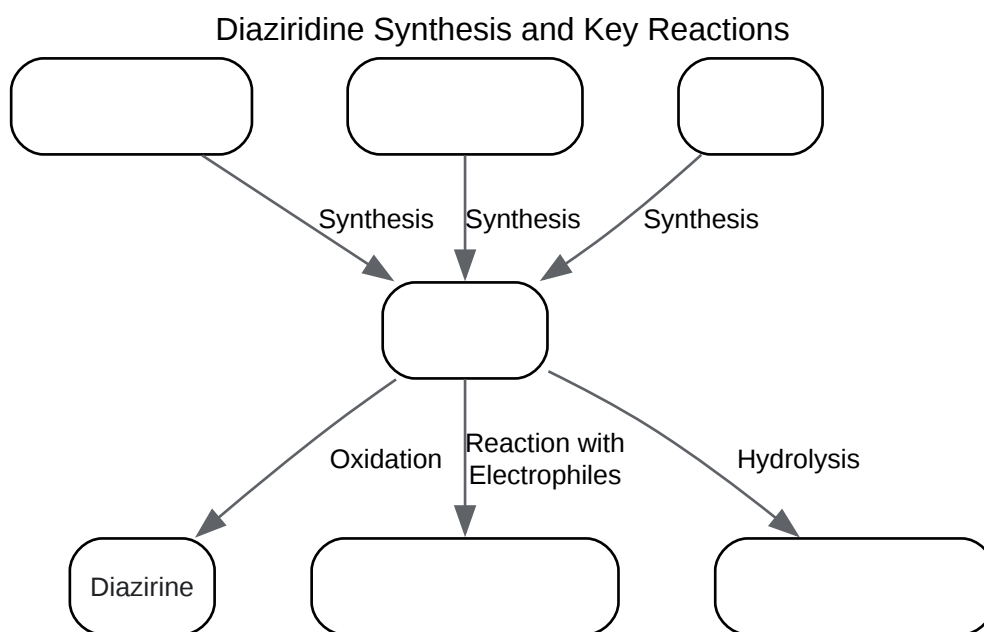 Diaziridine Synthesis and Key Reactions
Synthesis
Synthesis
Synthesis
Oxidation
Reaction with
Electrophiles
Hydrolysis
Diazirine